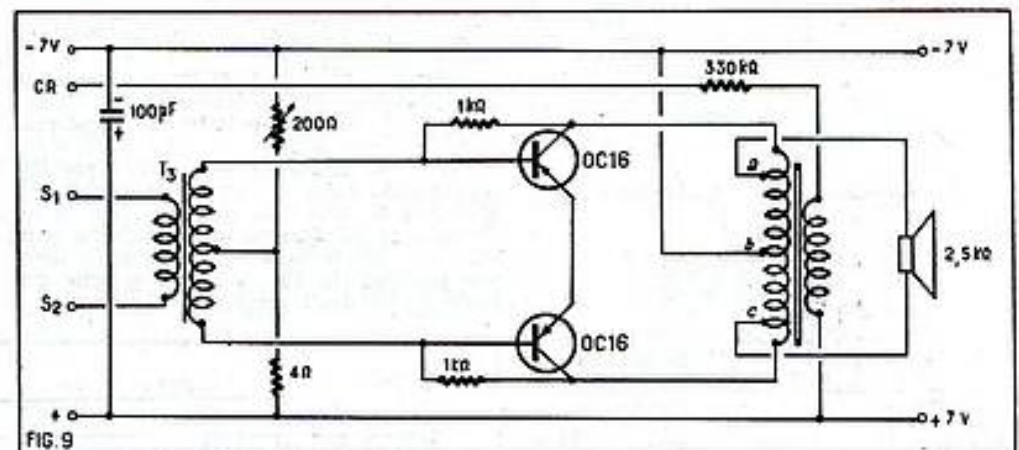 -7V
-7V
CR
330kΩ
100µF
1kΩ
200Ω
OC16
T3
S1
a
b
2,5kΩ
S2
c
OC16
4Ω
1kΩ
+
+7V
FIG.9